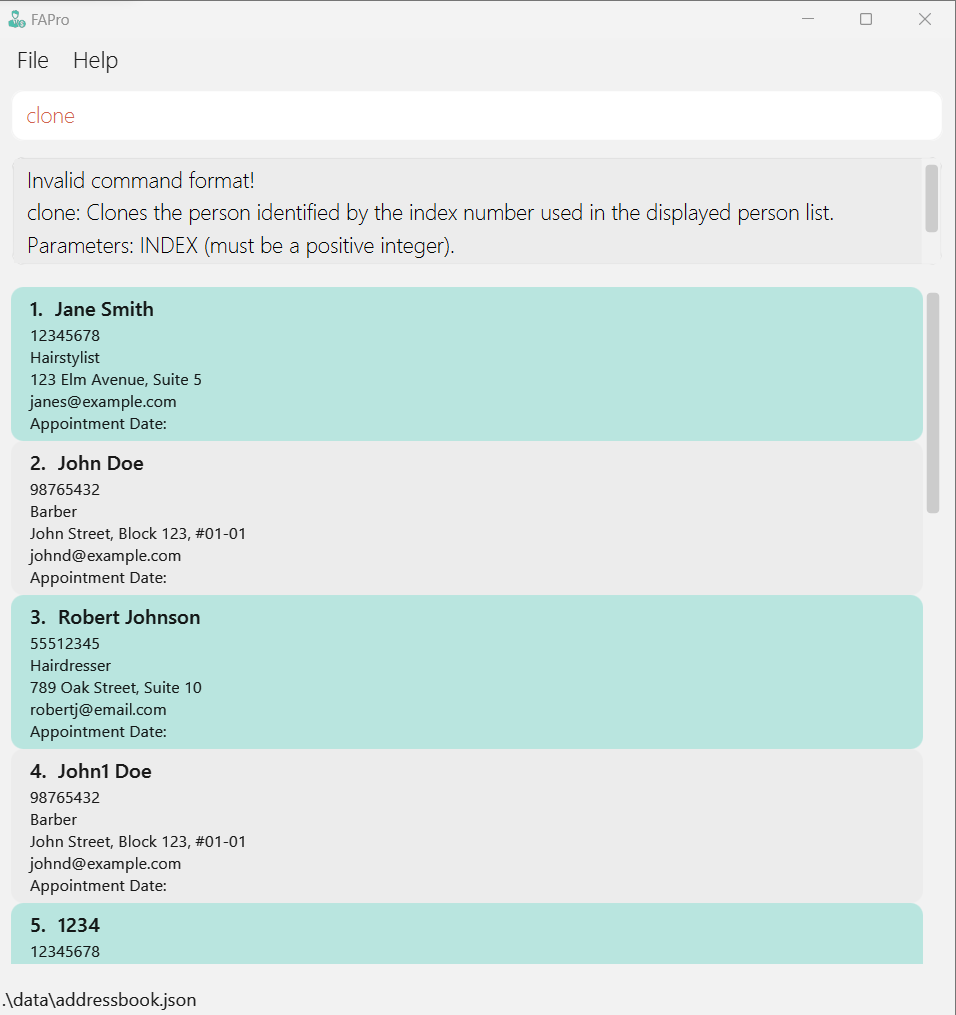 FAPro
File Help
clone
Invalid command format!
clone: Clones the person identified by the index number used in the displayed person list.
Parameters: INDEX (must be a positive integer).
1. Jane Smith
12345678
Hairstylist
123 Elm Avenue, Suite 5
janes@example.com
Appointment Date:
2. John Doe
98765432
Barber
John Street, Block 123, #01-01
johnd@example.com
Appointment Date:
3. Robert Johnson
55512345
Hairdresser
789 Oak Street, Suite 10
robertj@email.com
Appointment Date:
4. John1 Doe
98765432
Barber
John Street, Block 123, #01-01
johnd@example.com
Appointment Date:
5. 1234
12345678
.\data\addressbook.json